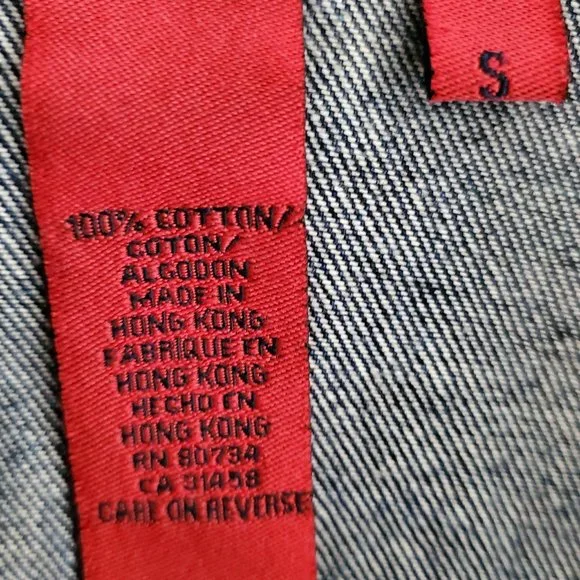 S
100% COTTON/
COTON/
ALGODON
MADE IN
HONG KONG
FABRIQUE EN
HONG KONG
HECHO EN
HONG KONG
RN 80734
CA 31458
CARE ON REVERSE